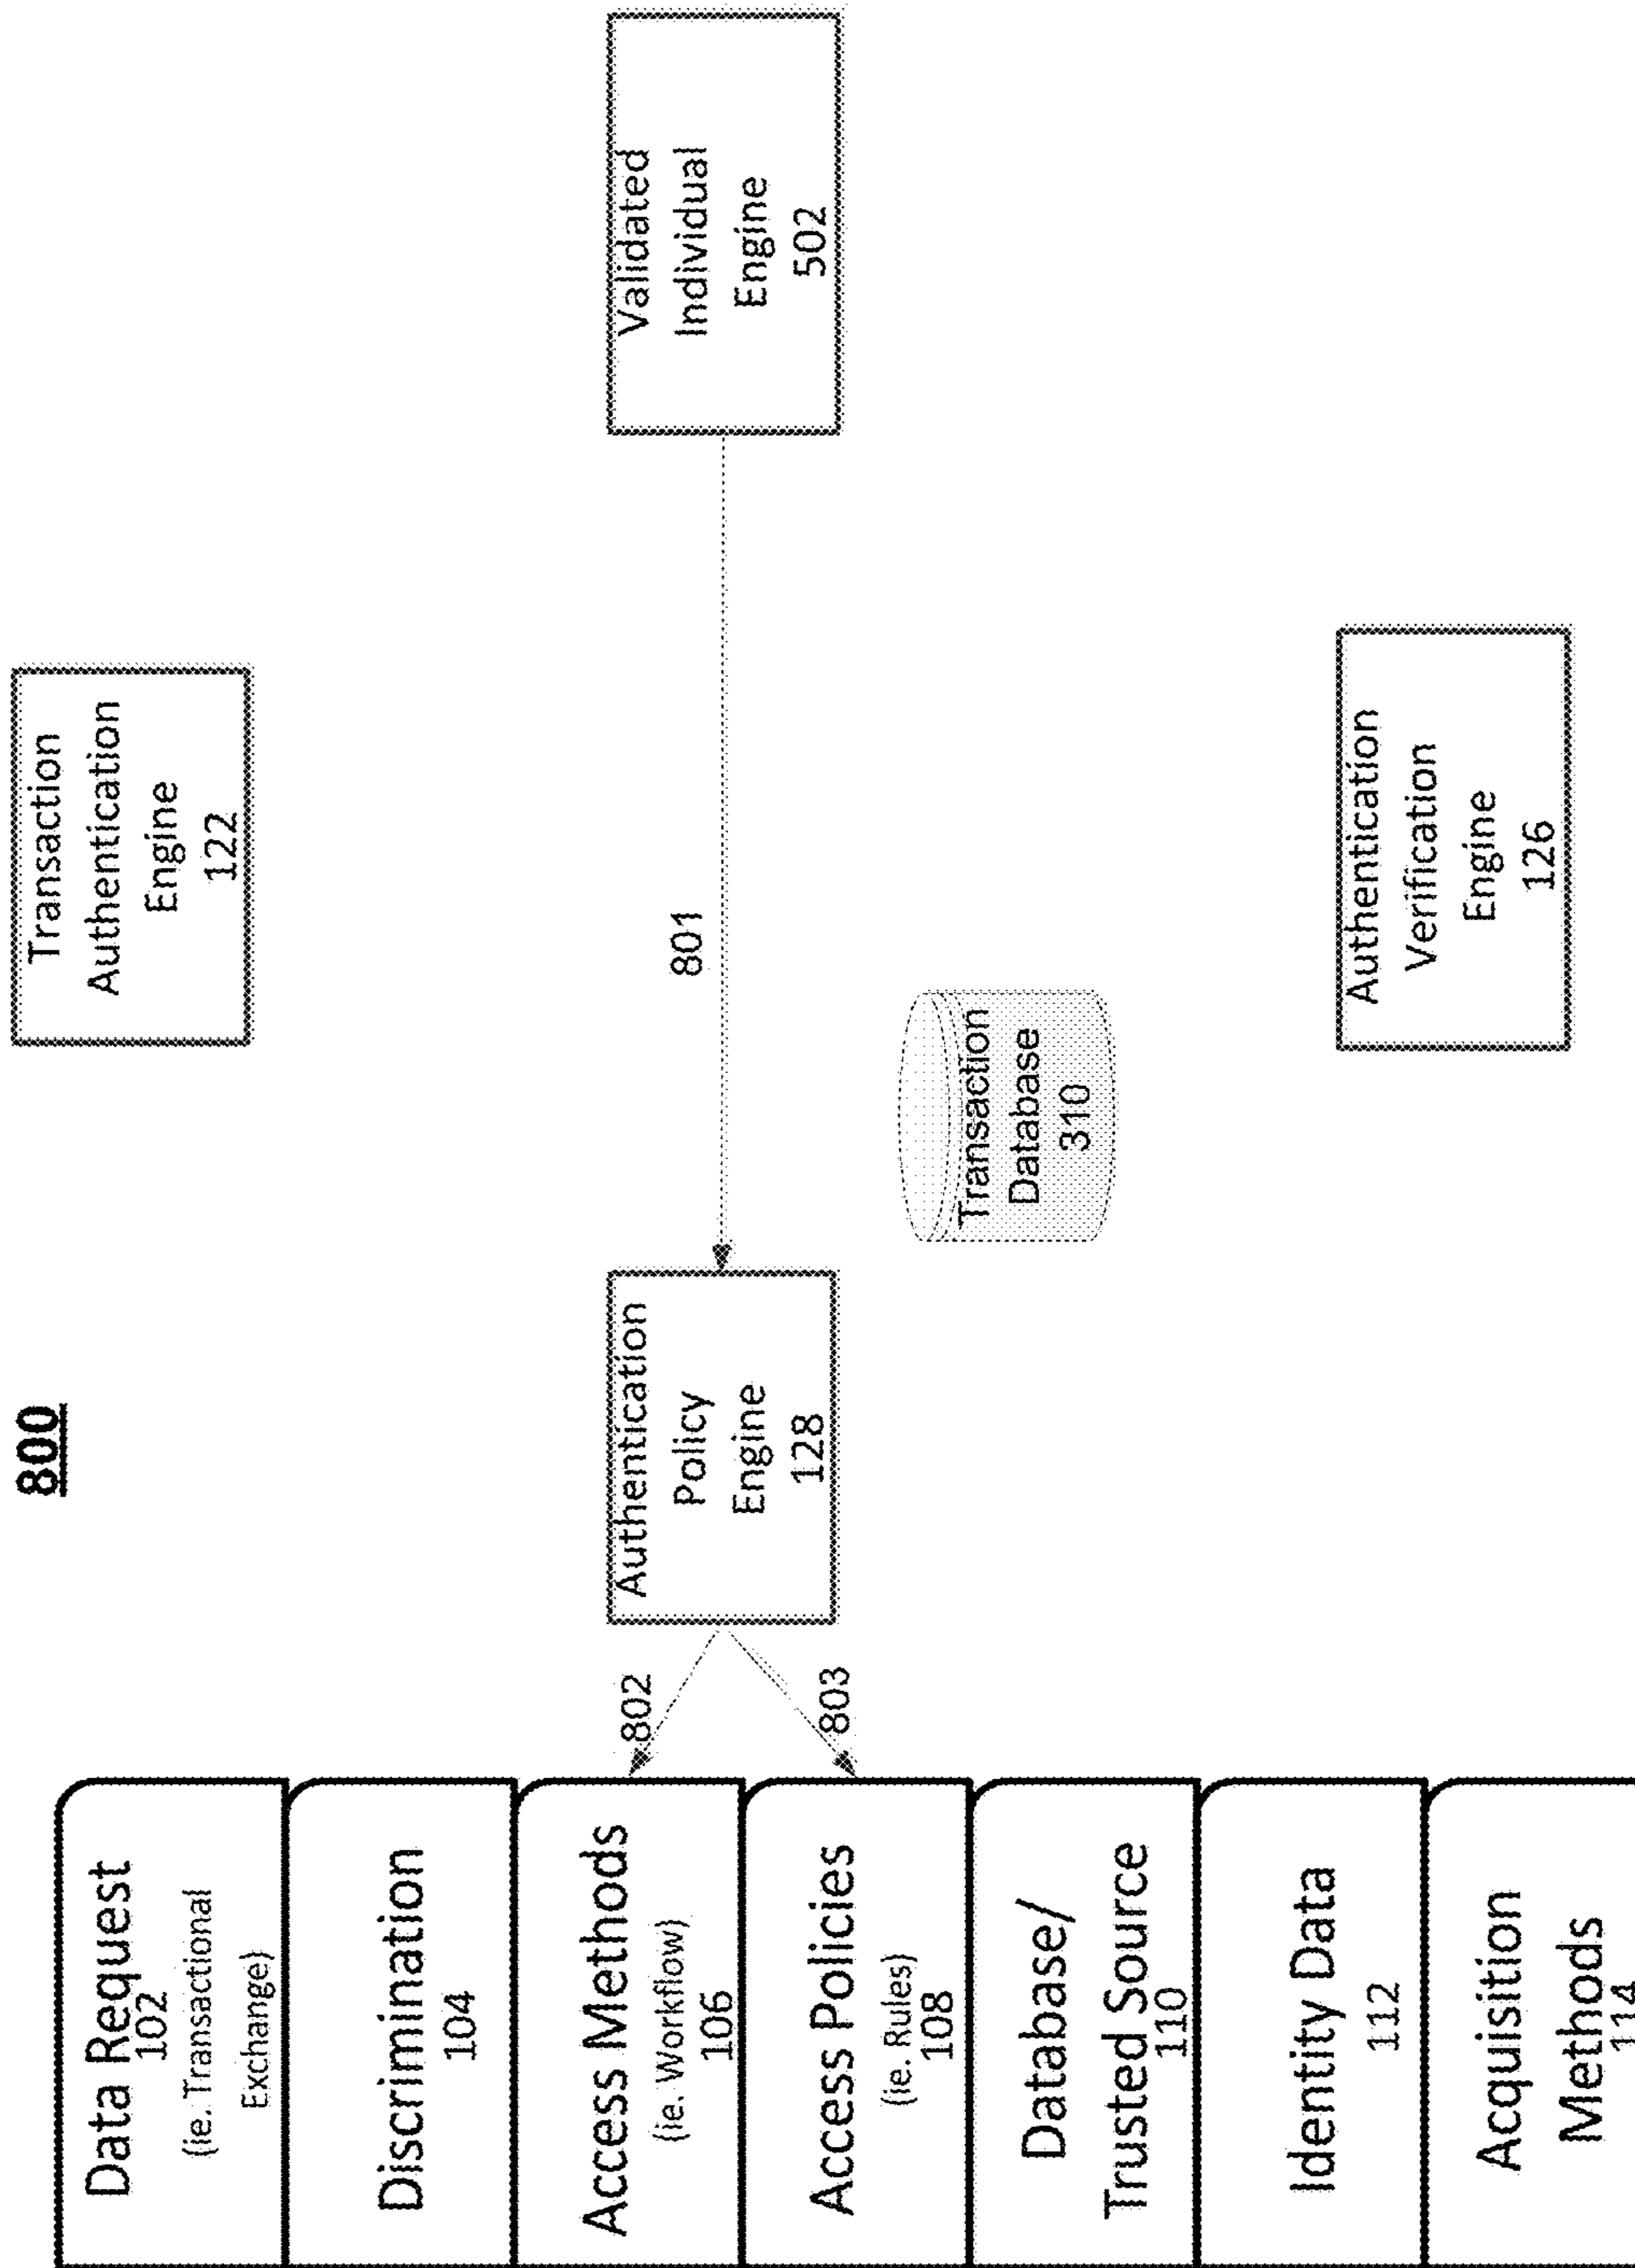 800
Data Request
102
(ie. Transactional
Exchange)
Discrimination
104
Access Methods
(ie. Workflow)
106
Access Policies
(ie. Rules)
108
Database/
Trusted Source
110
Identity Data
112
Acquisition
Methods
114
802
803
Authentication
Policy
Engine
128
801
Transaction
Database
310
Transaction
Authentication
Engine
122
Authentication
Verification
Engine
126
Validated
Individual
Engine
502